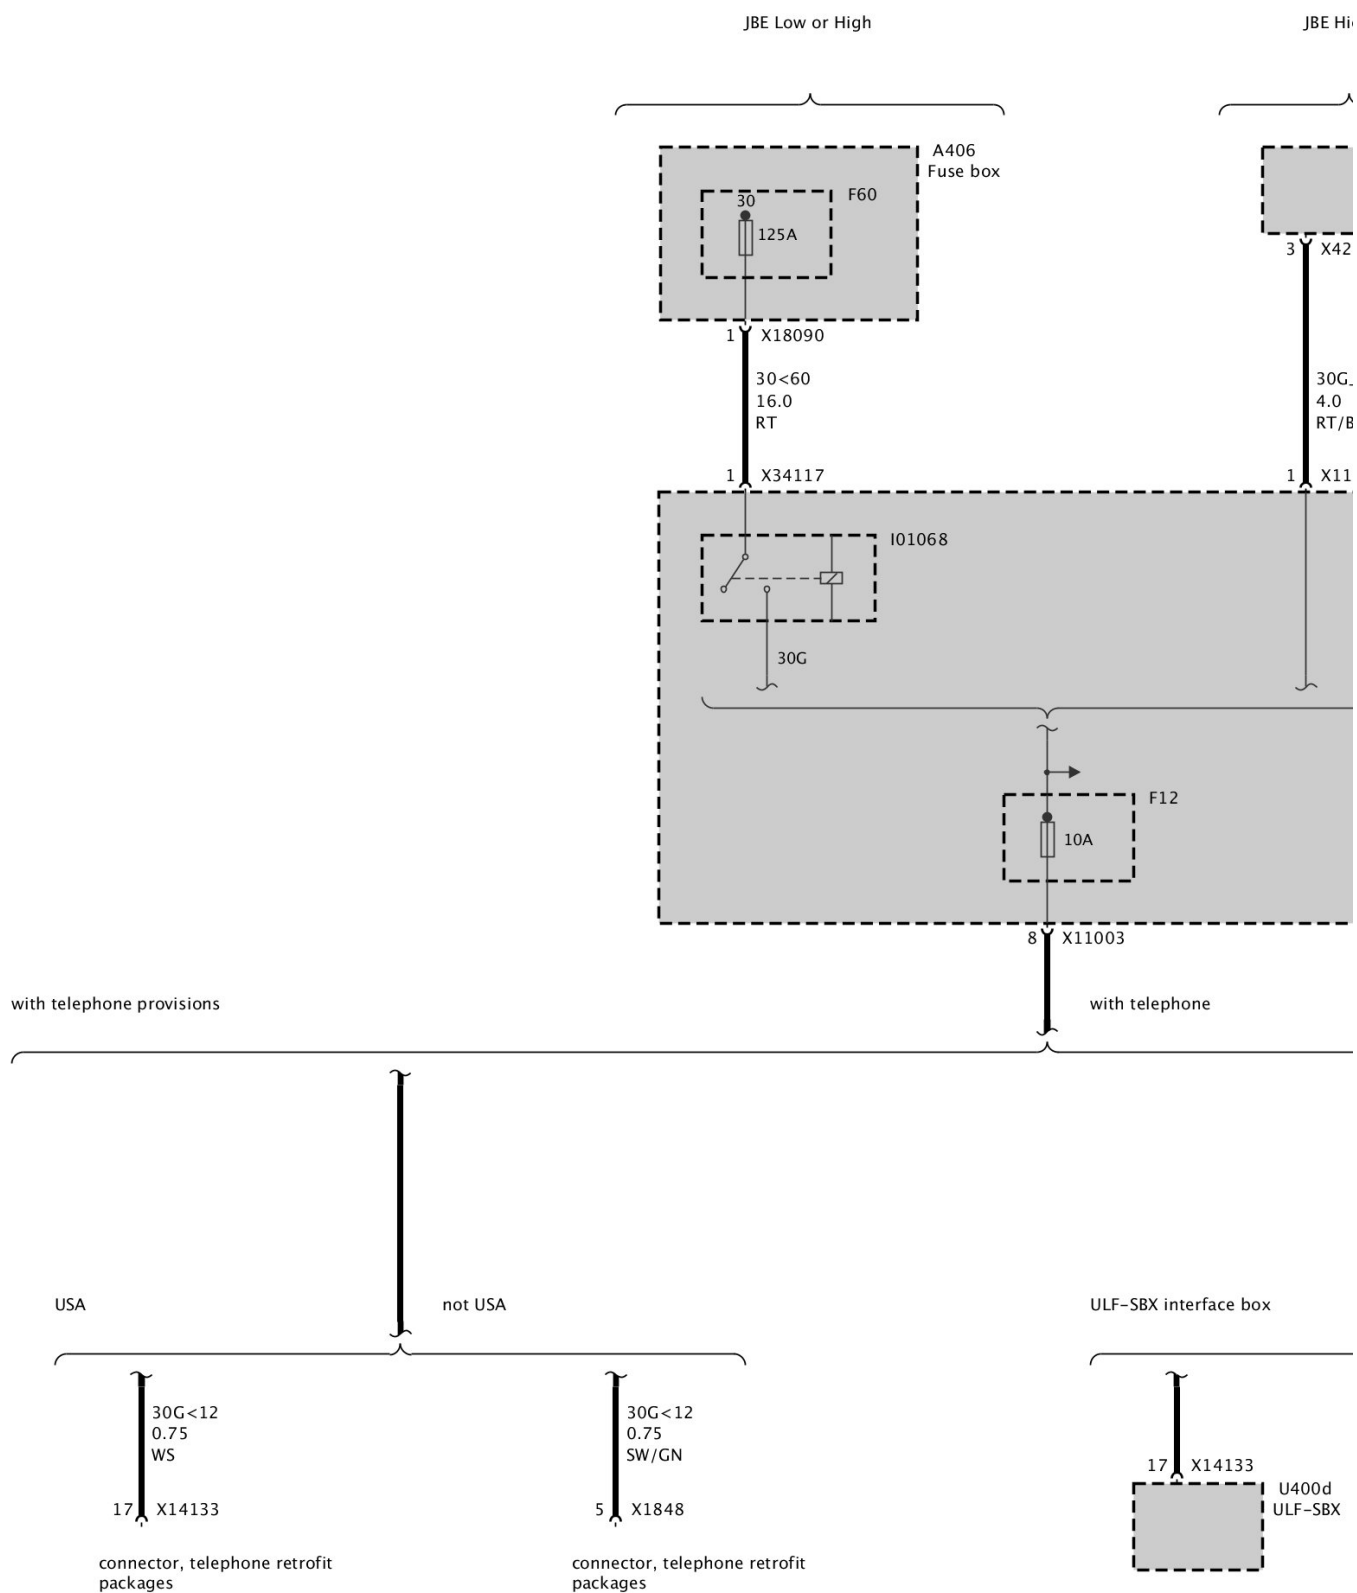 JBE Low or High
JBE Hi
A406
Fuse box
F60
30
125A
1 X18090
3 X42
30<60
16.0
RT
30G_
4.0
RT/B
1 X34117
1 X11
I01068
30G
F12
10A
8 X11003
with telephone provisions
with telephone
USA
not USA
ULF-SBX interface box
30G<12
0.75
WS
30G<12
0.75
SW/GN
17 X14133
U400d
ULF-SBX
17 X14133
5 X1848
connector, telephone retrofit
packages
connector, telephone retrofit
packages